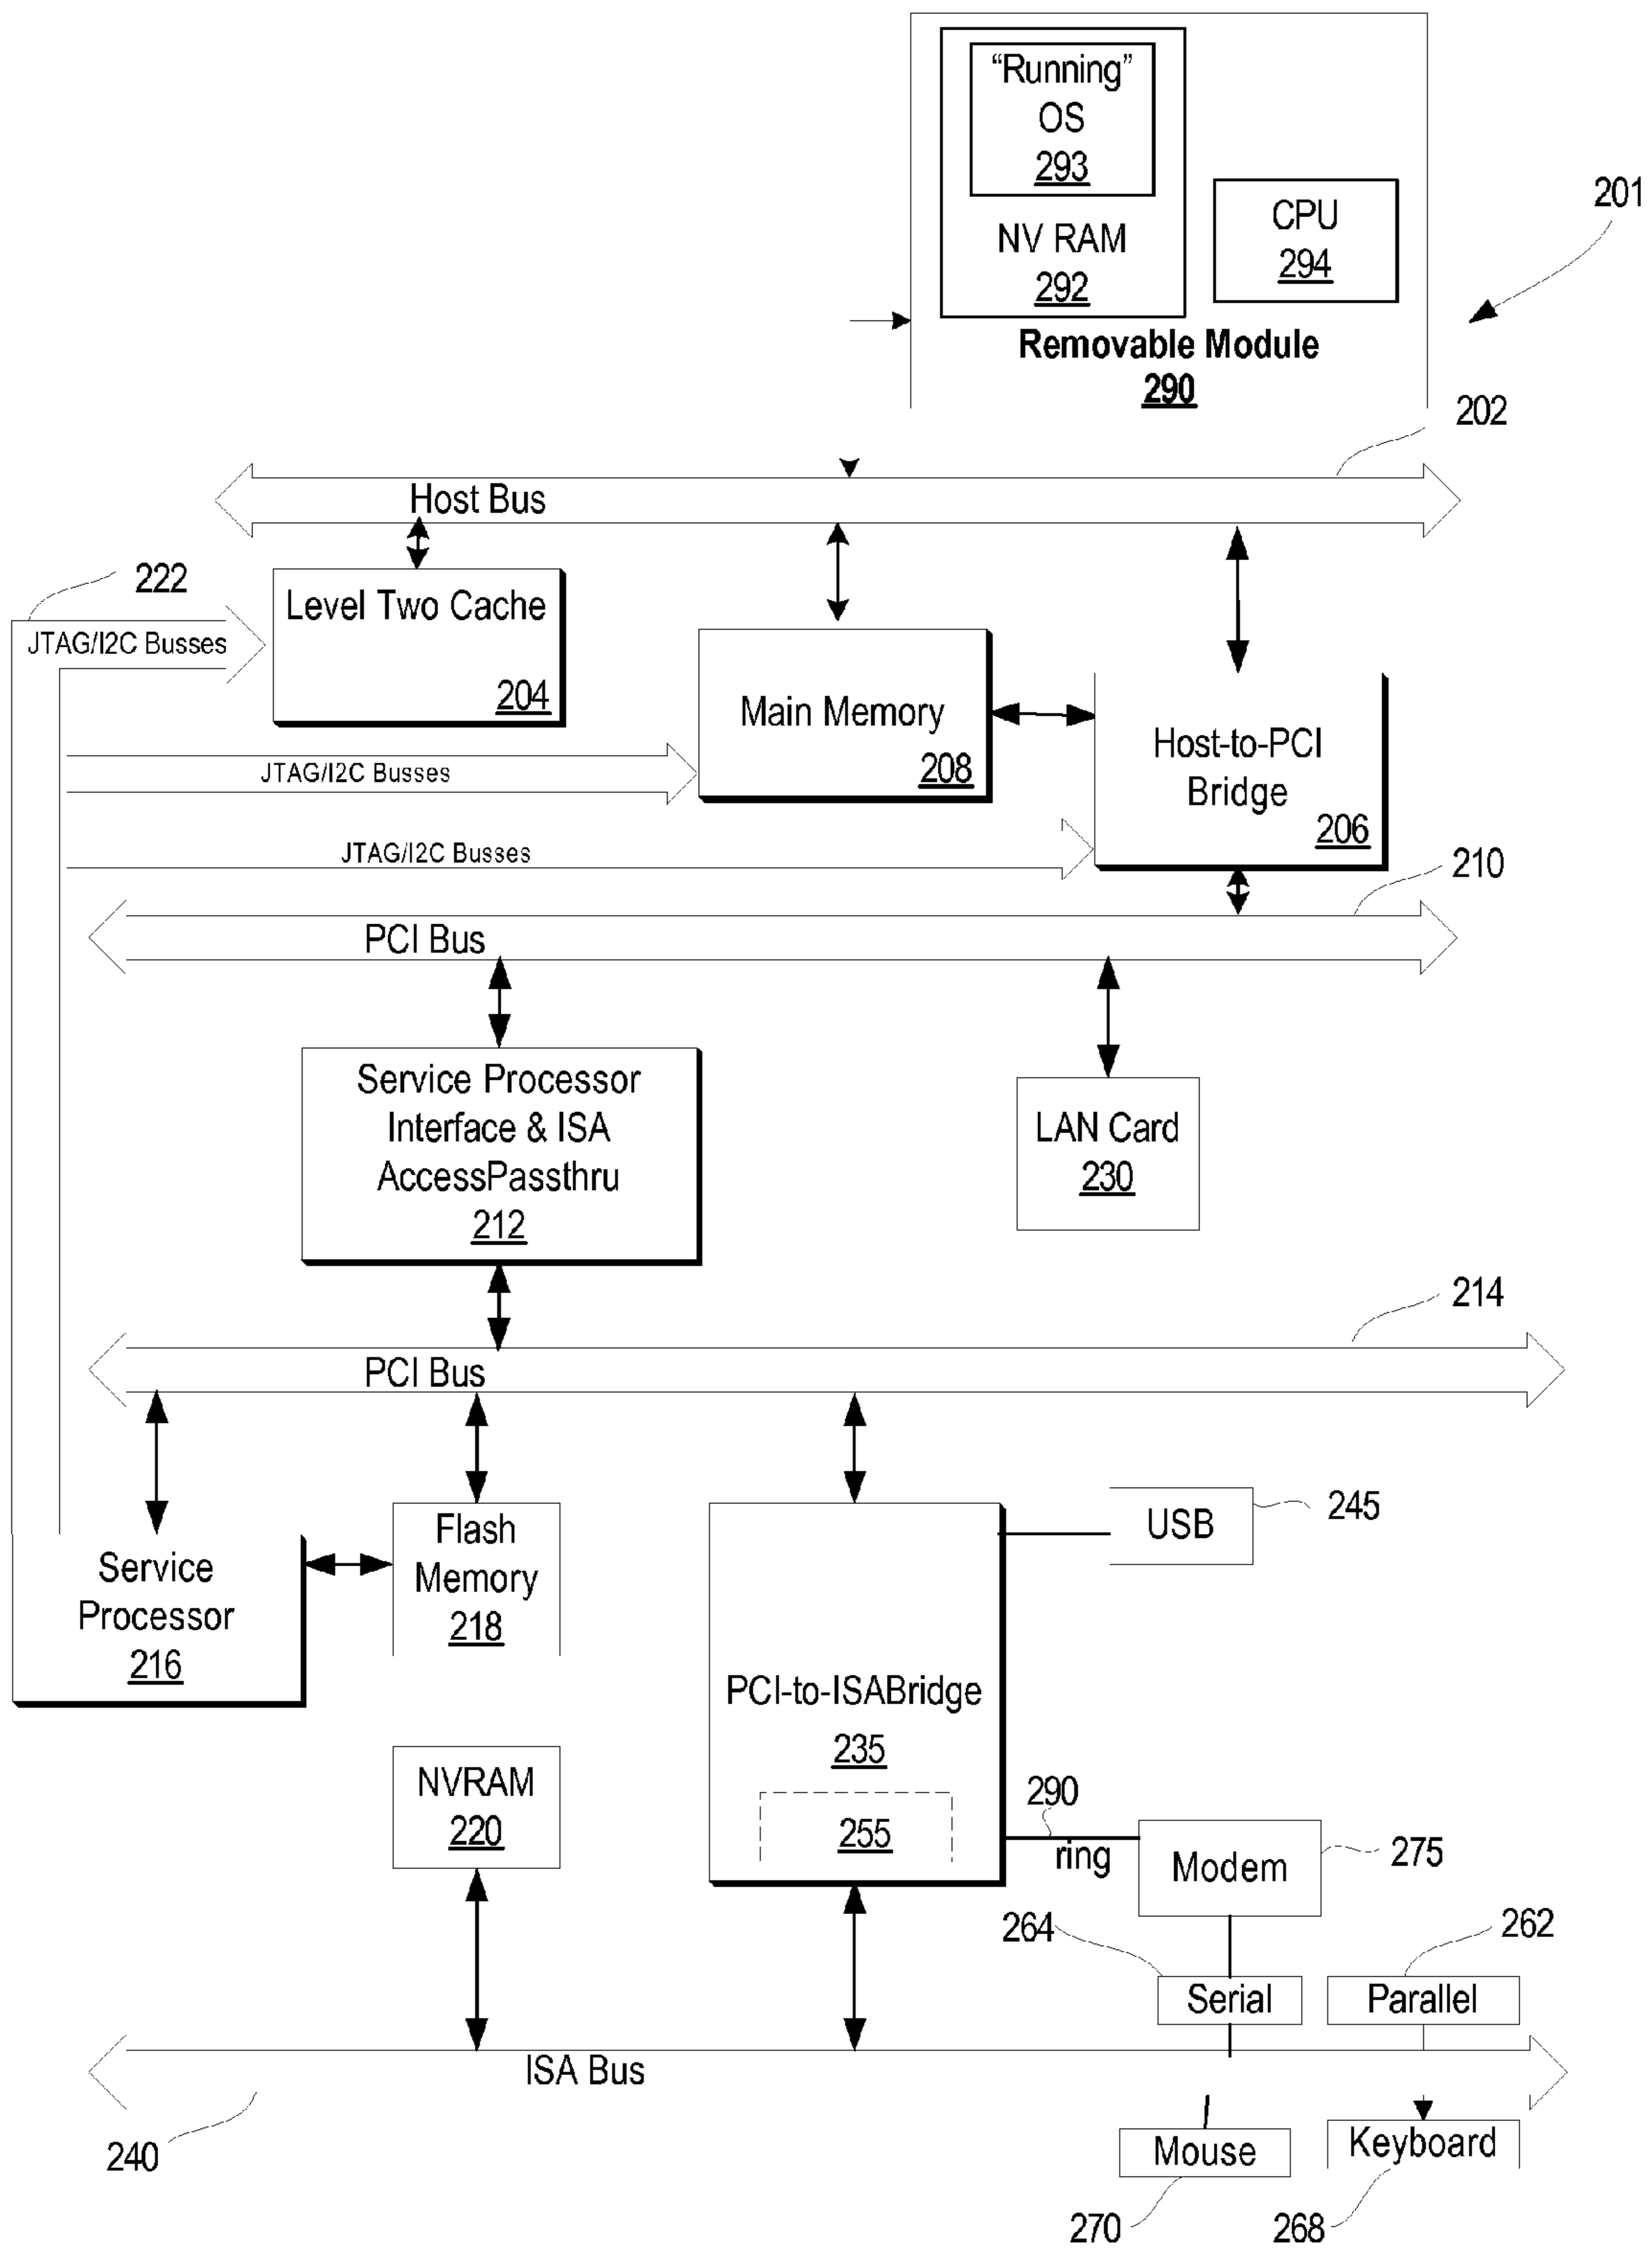 “Running”
OS
293
NV RAM
292
CPU
294
Removable Module
290
201
202
Host Bus
222
JTAG/I2C Busses
Level Two Cache
204
Main Memory
208
Host-to-PCI
Bridge
206
JTAG/I2C Busses
JTAG/I2C Busses
210
PCI Bus
Service Processor
Interface & ISA
AccessPassthru
212
LAN Card
230
214
PCI Bus
Service
Processor
216
Flash
Memory
218
USB
245
PCI-to-ISABridge
235
255
NVRAM
220
290
ring
Modem
275
264
262
Serial
Parallel
ISA Bus
240
Mouse
Keyboard
270
268